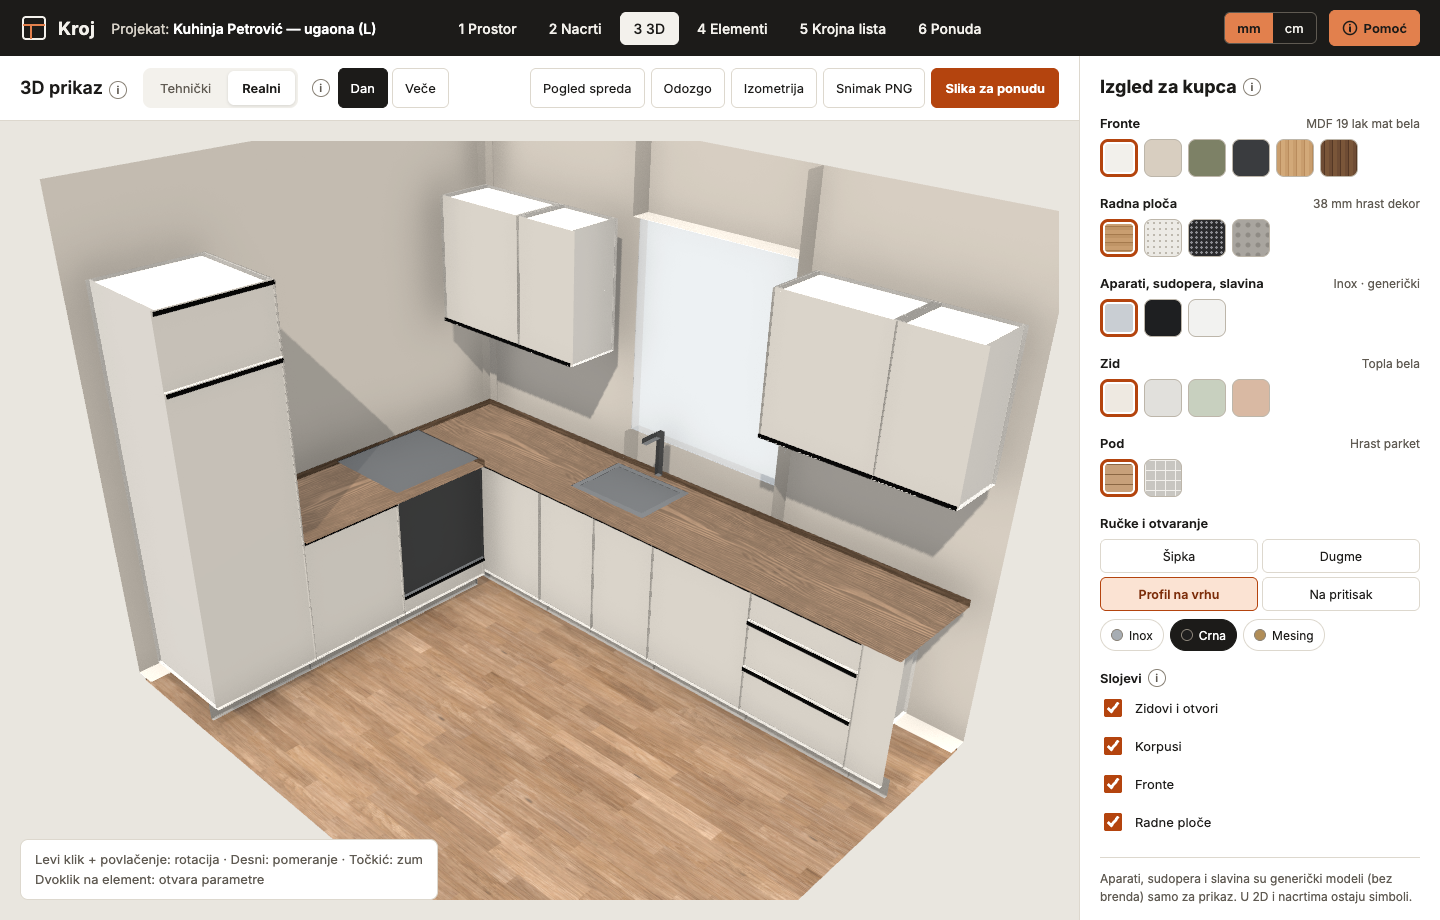 Kroj
Projekat: Kuhinja Petrović — ugaona (L)
1 Prostor
2 Nacrti
3 3D
4 Elementi
5 Krojna lista
6 Ponuda
mm
cm
Pomoć
3D prikaz
Tehnički
Realni
Dan
Veče
Pogled spreda
Odozgo
Izometrija
Snimak PNG
Slika za ponudu
Levi klik + povlačenje: rotacija · Desni: pomeranje · Točkić: zum
Dvoklik na element: otvara parametre
Izgled za kupca
Fronte
MDF 19 lak mat bela
Radna ploča
38 mm hrast dekor
Aparati, sudopera, slavina
Inox · generički
Zid
Topla bela
Pod
Hrast parket
Ručke i otvaranje
Šipka
Dugme
Profil na vrhu
Na pritisak
Inox
Crna
Mesing
Slojevi
Zidovi i otvori
Korpusi
Fronte
Radne ploče
Aparati, sudopera i slavina su generički modeli (bez
brenda) samo za prikaz. U 2D i nacrtima ostaju simboli.